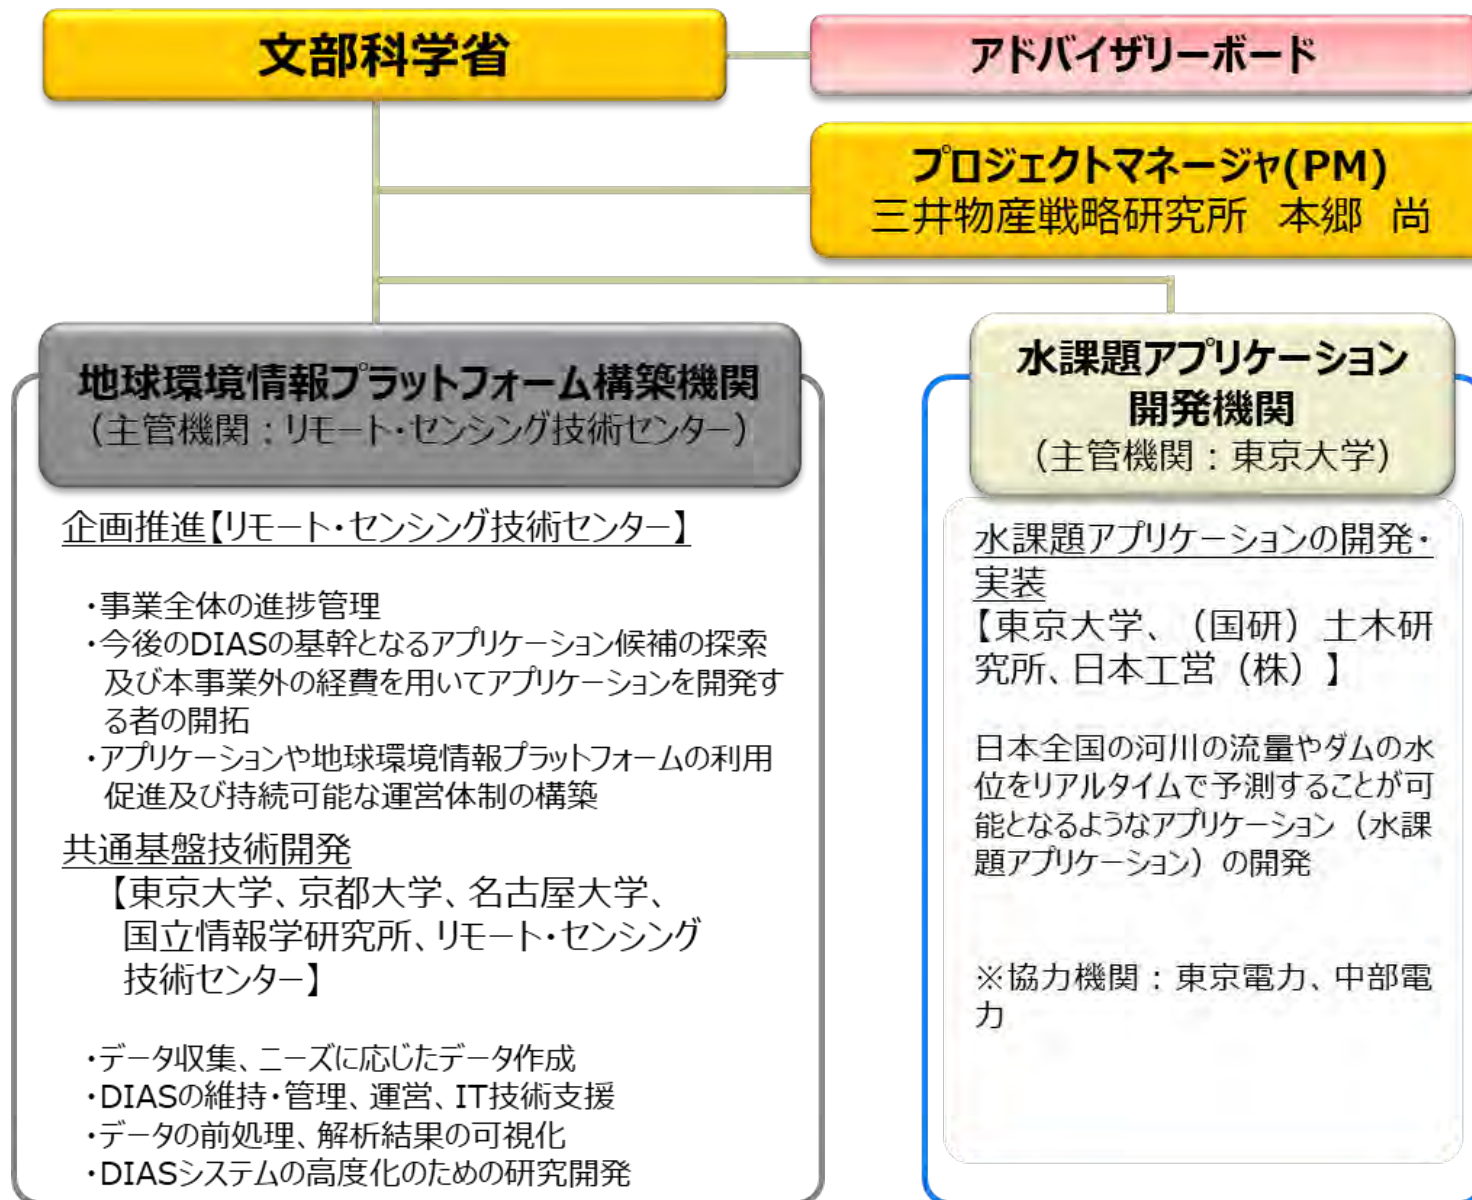 文部科学省
アドバイザリーボード
プロジェクトマネージャ(PM)
三井物産戦略研究所　本郷　尚
地球環境情報プラットフォーム構築機関
（主管機関：リモート・センシング技術センター）
企画推進【リモート・センシング技術センター】
・事業全体の進捗管理
・今後のDIASの基幹となるアプリケーション候補の探索
及び本事業外の経費を用いてアプリケーションを開発す
る者の開拓
・アプリケーションや地球環境情報プラットフォームの利用
促進及び持続可能な運営体制の構築
共通基盤技術開発
【東京大学、京都大学、名古屋大学、
国立情報学研究所、リモート・センシング
技術センター】
・データ収集、ニーズに応じたデータ作成
・DIASの維持・管理、運営、IT技術支援
・データの前処理、解析結果の可視化
・DIASシステムの高度化のための研究開発
水課題アプリケーション
開発機関
（主管機関：東京大学）
水課題アプリケーションの開発・
実装
【東京大学、（国研）土木研
究所、日本工営（株）】
日本全国の河川の流量やダムの水
位をリアルタイムで予測することが可
能となるようなアプリケーション（水課
題アプリケーション）の開発
※協力機関：東京電力、中部電
力